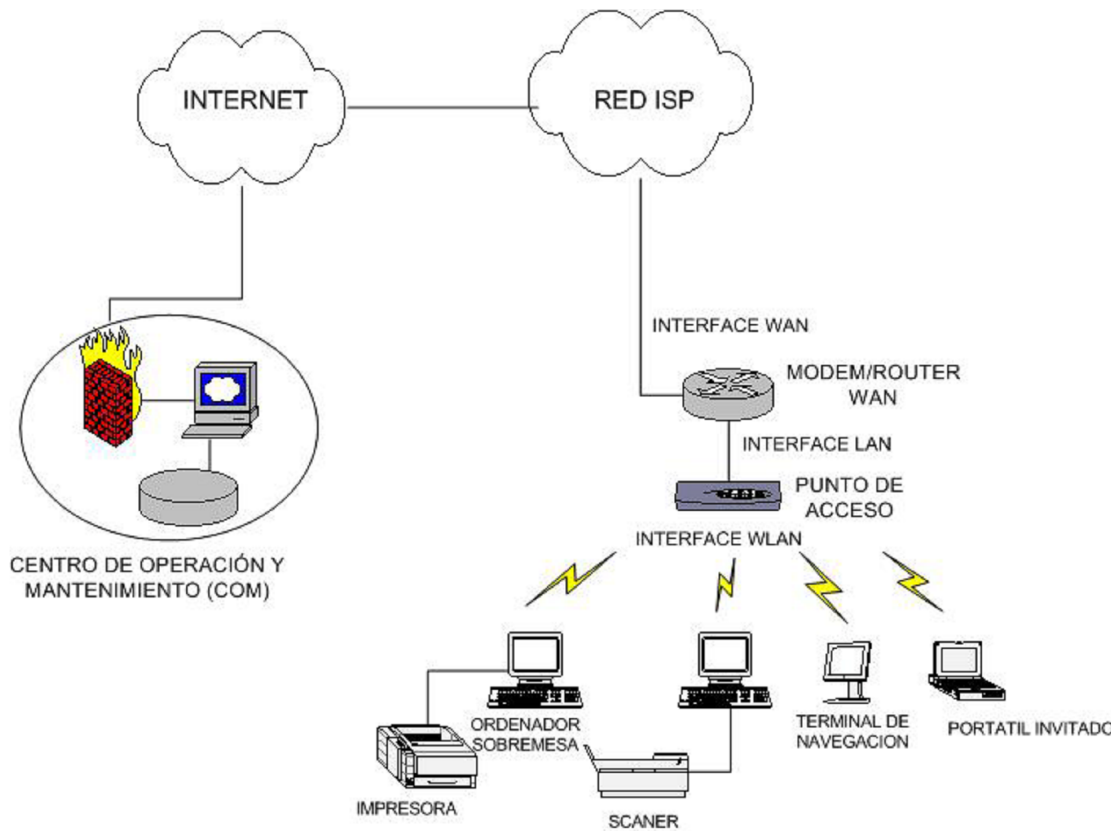 INTERNET
RED ISP
INTERFACE WAN
MODEM/ROUTER
WAN
INTERFACE LAN
PUNTO DE
ACCESO
INTERFACE WLAN
CENTRO DE OPERACIÓN Y
MANTENIMIENTO (COM)
ORDENADOR
SOBREMESA
TERMINAL DE
NAVEGACION
PORTATIL INVITADO
IMPRESORA
SCANER